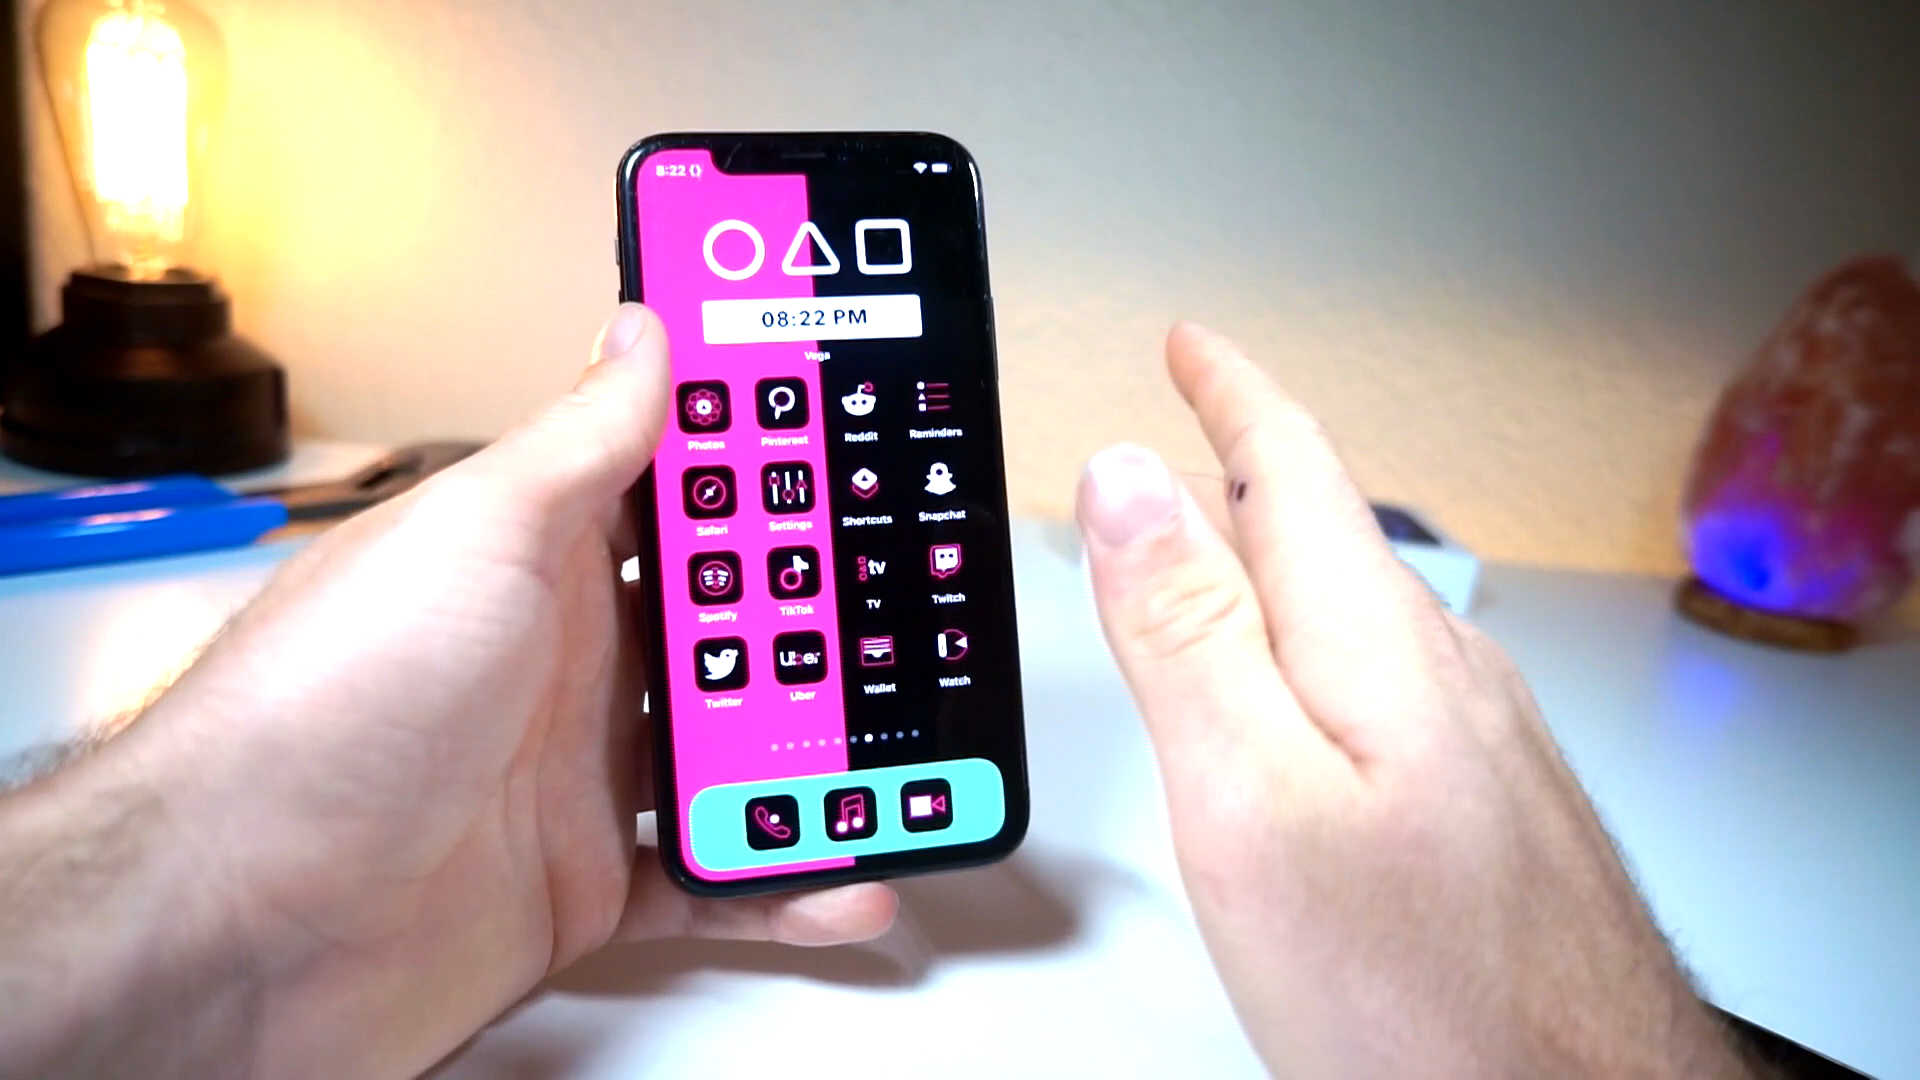 8:22
08:22 PM
Vega
Photos Pinterest Reddit Reminders
Safari Settings Shortcuts Snapchat
tv
Spotify TikTok TV Twitch
Uber
Twitter Uber Wallet Watch